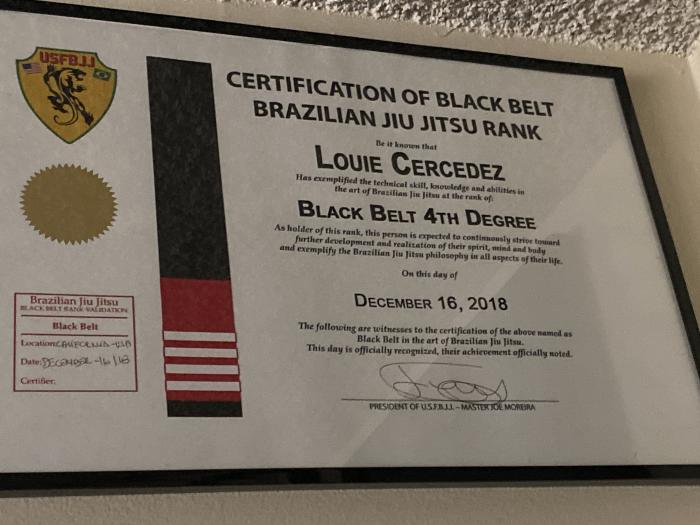 USFBJJ
CERTIFICATION OF BLACK BELT
BRAZILIAN JIU JITSU RANK
Be it known that
LOUIE CERCEDEZ
Has exemplified the technical skill, knowledge and abilities in
the art of Brazilian Jiu Jitsu at the rank of:
BLACK BELT 4TH DEGREE
As holder of this rank, this person is expected to continuously strive toward
further development and realization of their spirit, mind and body
and exemplify the Brazilian Jiu Jitsu philosophy in all aspects of their life.
On this day of
DECEMBER 16, 2018
The following are witnesses to the certification of the above named as
Black Belt in the art of Brazilian Jiu Jitsu.
This day is officially recognized, their achievement officially noted.
PRESIDENT OF U.S.F.B.J.J. – MASTER JOE MOREIRA
Brazilian Jiu Jitsu
BLACK BELT RANK VALIDATION
Black Belt
Location: CALIFORNIA - USA
Date: DECEMBER - 16/18
Certifier: